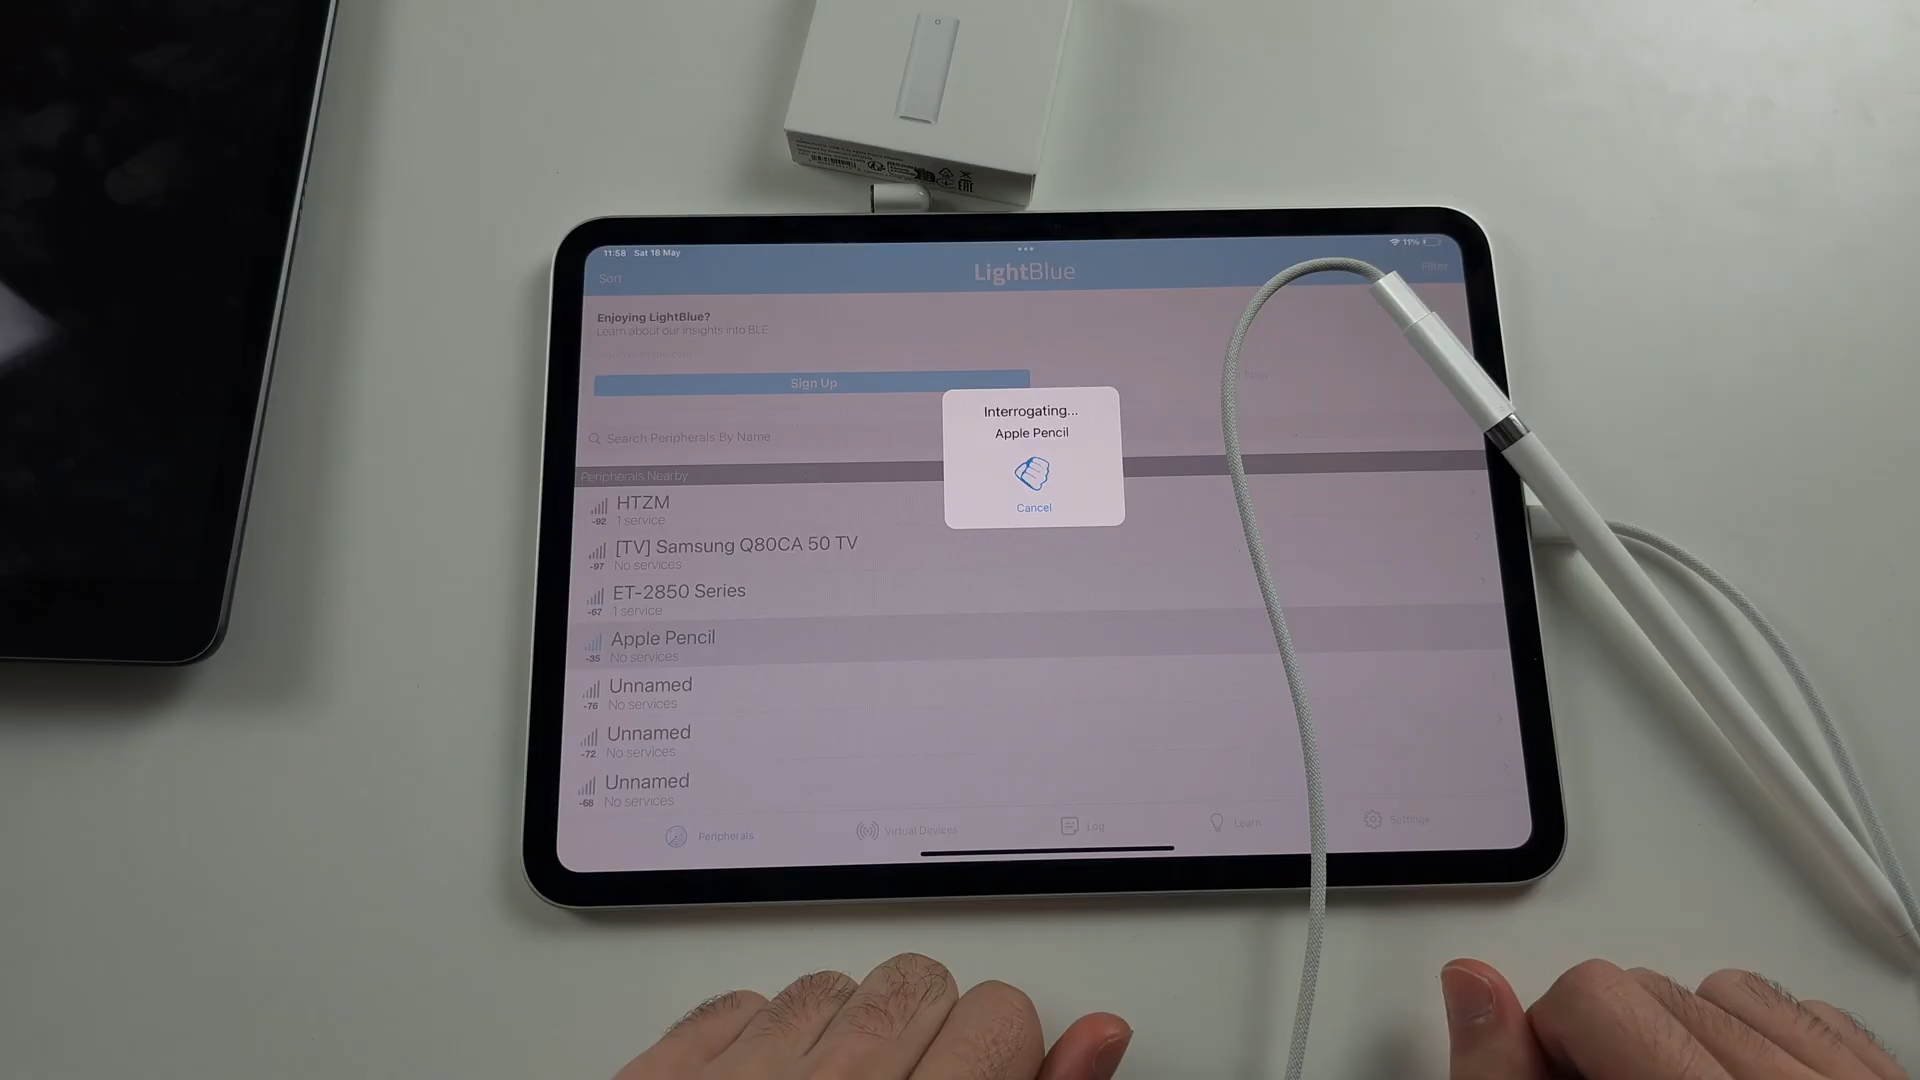 11:58 Sat 18 May
11%
Sort
LightBlue
Filter
Enjoying LightBlue?
Learn about our insights into BLE
Sign Up
Interrogating...
Apple Pencil
Cancel
Search Peripherals By Name
Peripherals Nearby
HTZM
-92 1 service
[TV] Samsung Q80CA 50 TV
-97 No services
ET-2850 Series
-67 1 service
Apple Pencil
-35 No services
Unnamed
-76 No services
Unnamed
-72 No services
Unnamed
-68 No services
Peripherals
Virtual Devices
Log
Learn
Settings